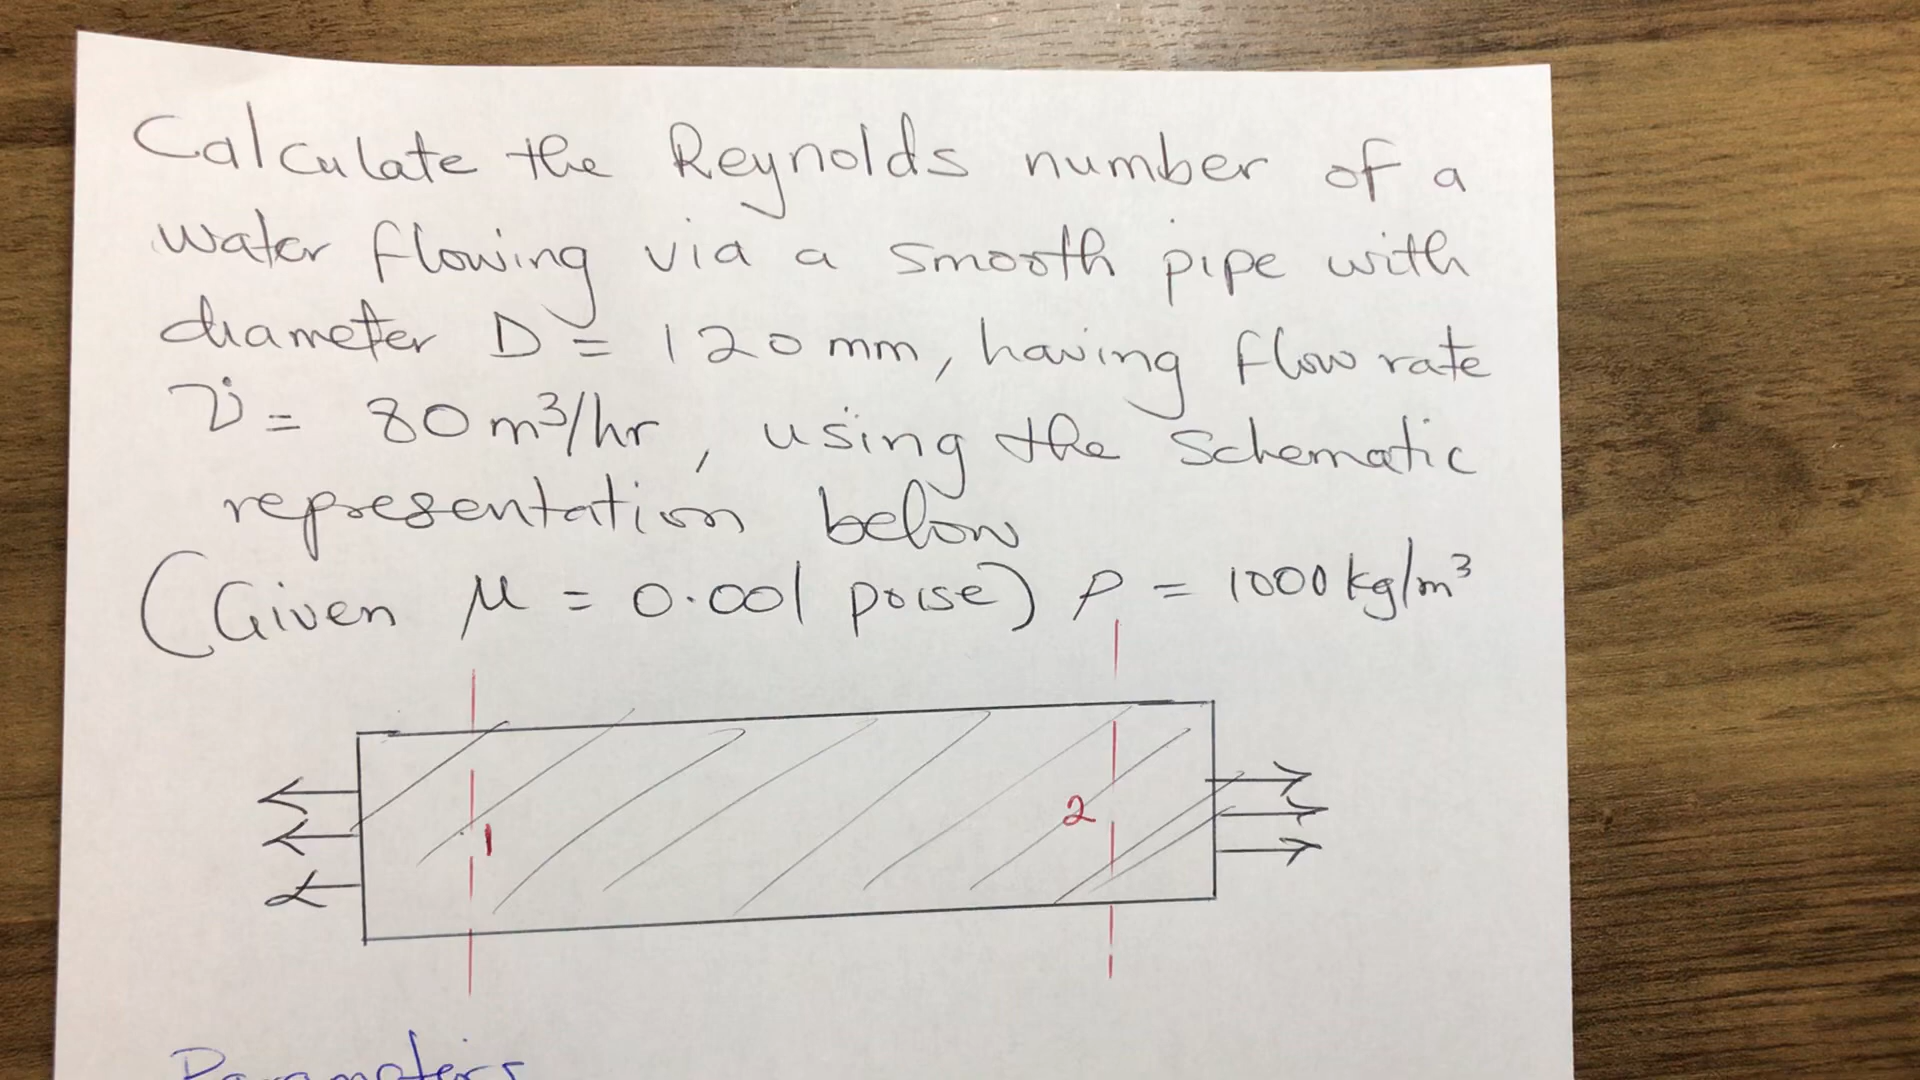 Calculate the Reynolds number of a
water flowing via a smooth pipe with
diameter D = 120 mm, having flow rate
V̇ = 80 m³/hr, using the schematic
representation below
(Given μ = 0.001 poise) ρ = 1000 kg/m³
1
2
Parameters